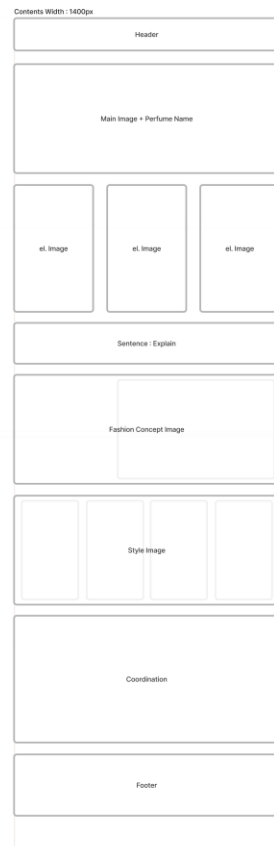 Contents Width : 1400px
Header
Main Image + Perfume Name
el. Image
el. Image
el. Image
Sentence : Explain
Fashion Concept Image
Style Image
Coordination
Footer